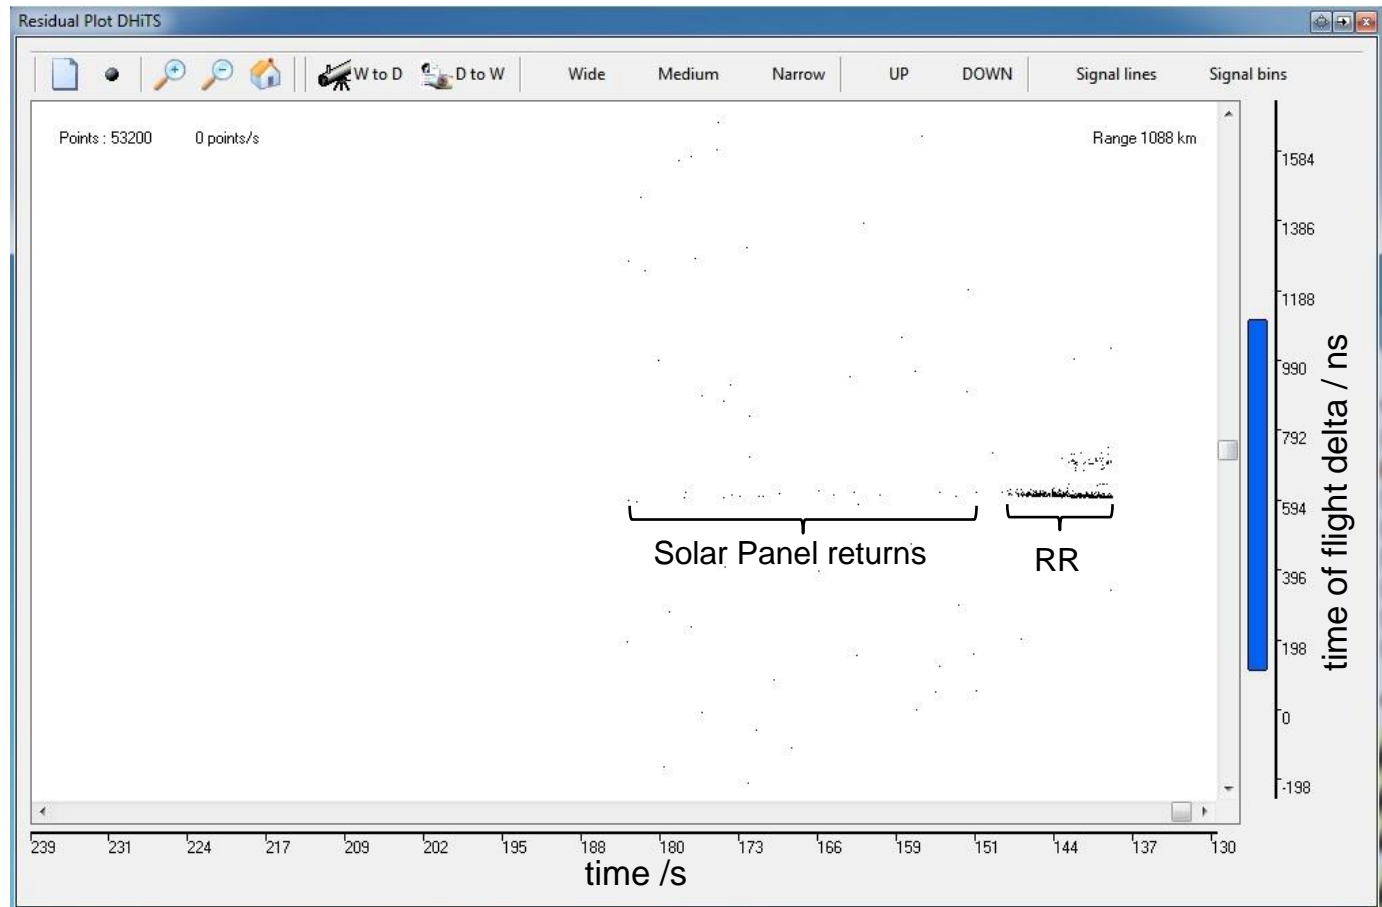 Residual Plot DHiTS
W to D D to W Wide Medium Narrow UP DOWN Signal lines Signal bins
Points : 53200 0 points/s Range 1088 km
1584
1386
1188
990
792
594
396
198
0
-198
time of flight delta / ns
Solar Panel returns
RR
239 231 224 217 209 202 195 188 180 173 166 159 151 144 137 130
time /s